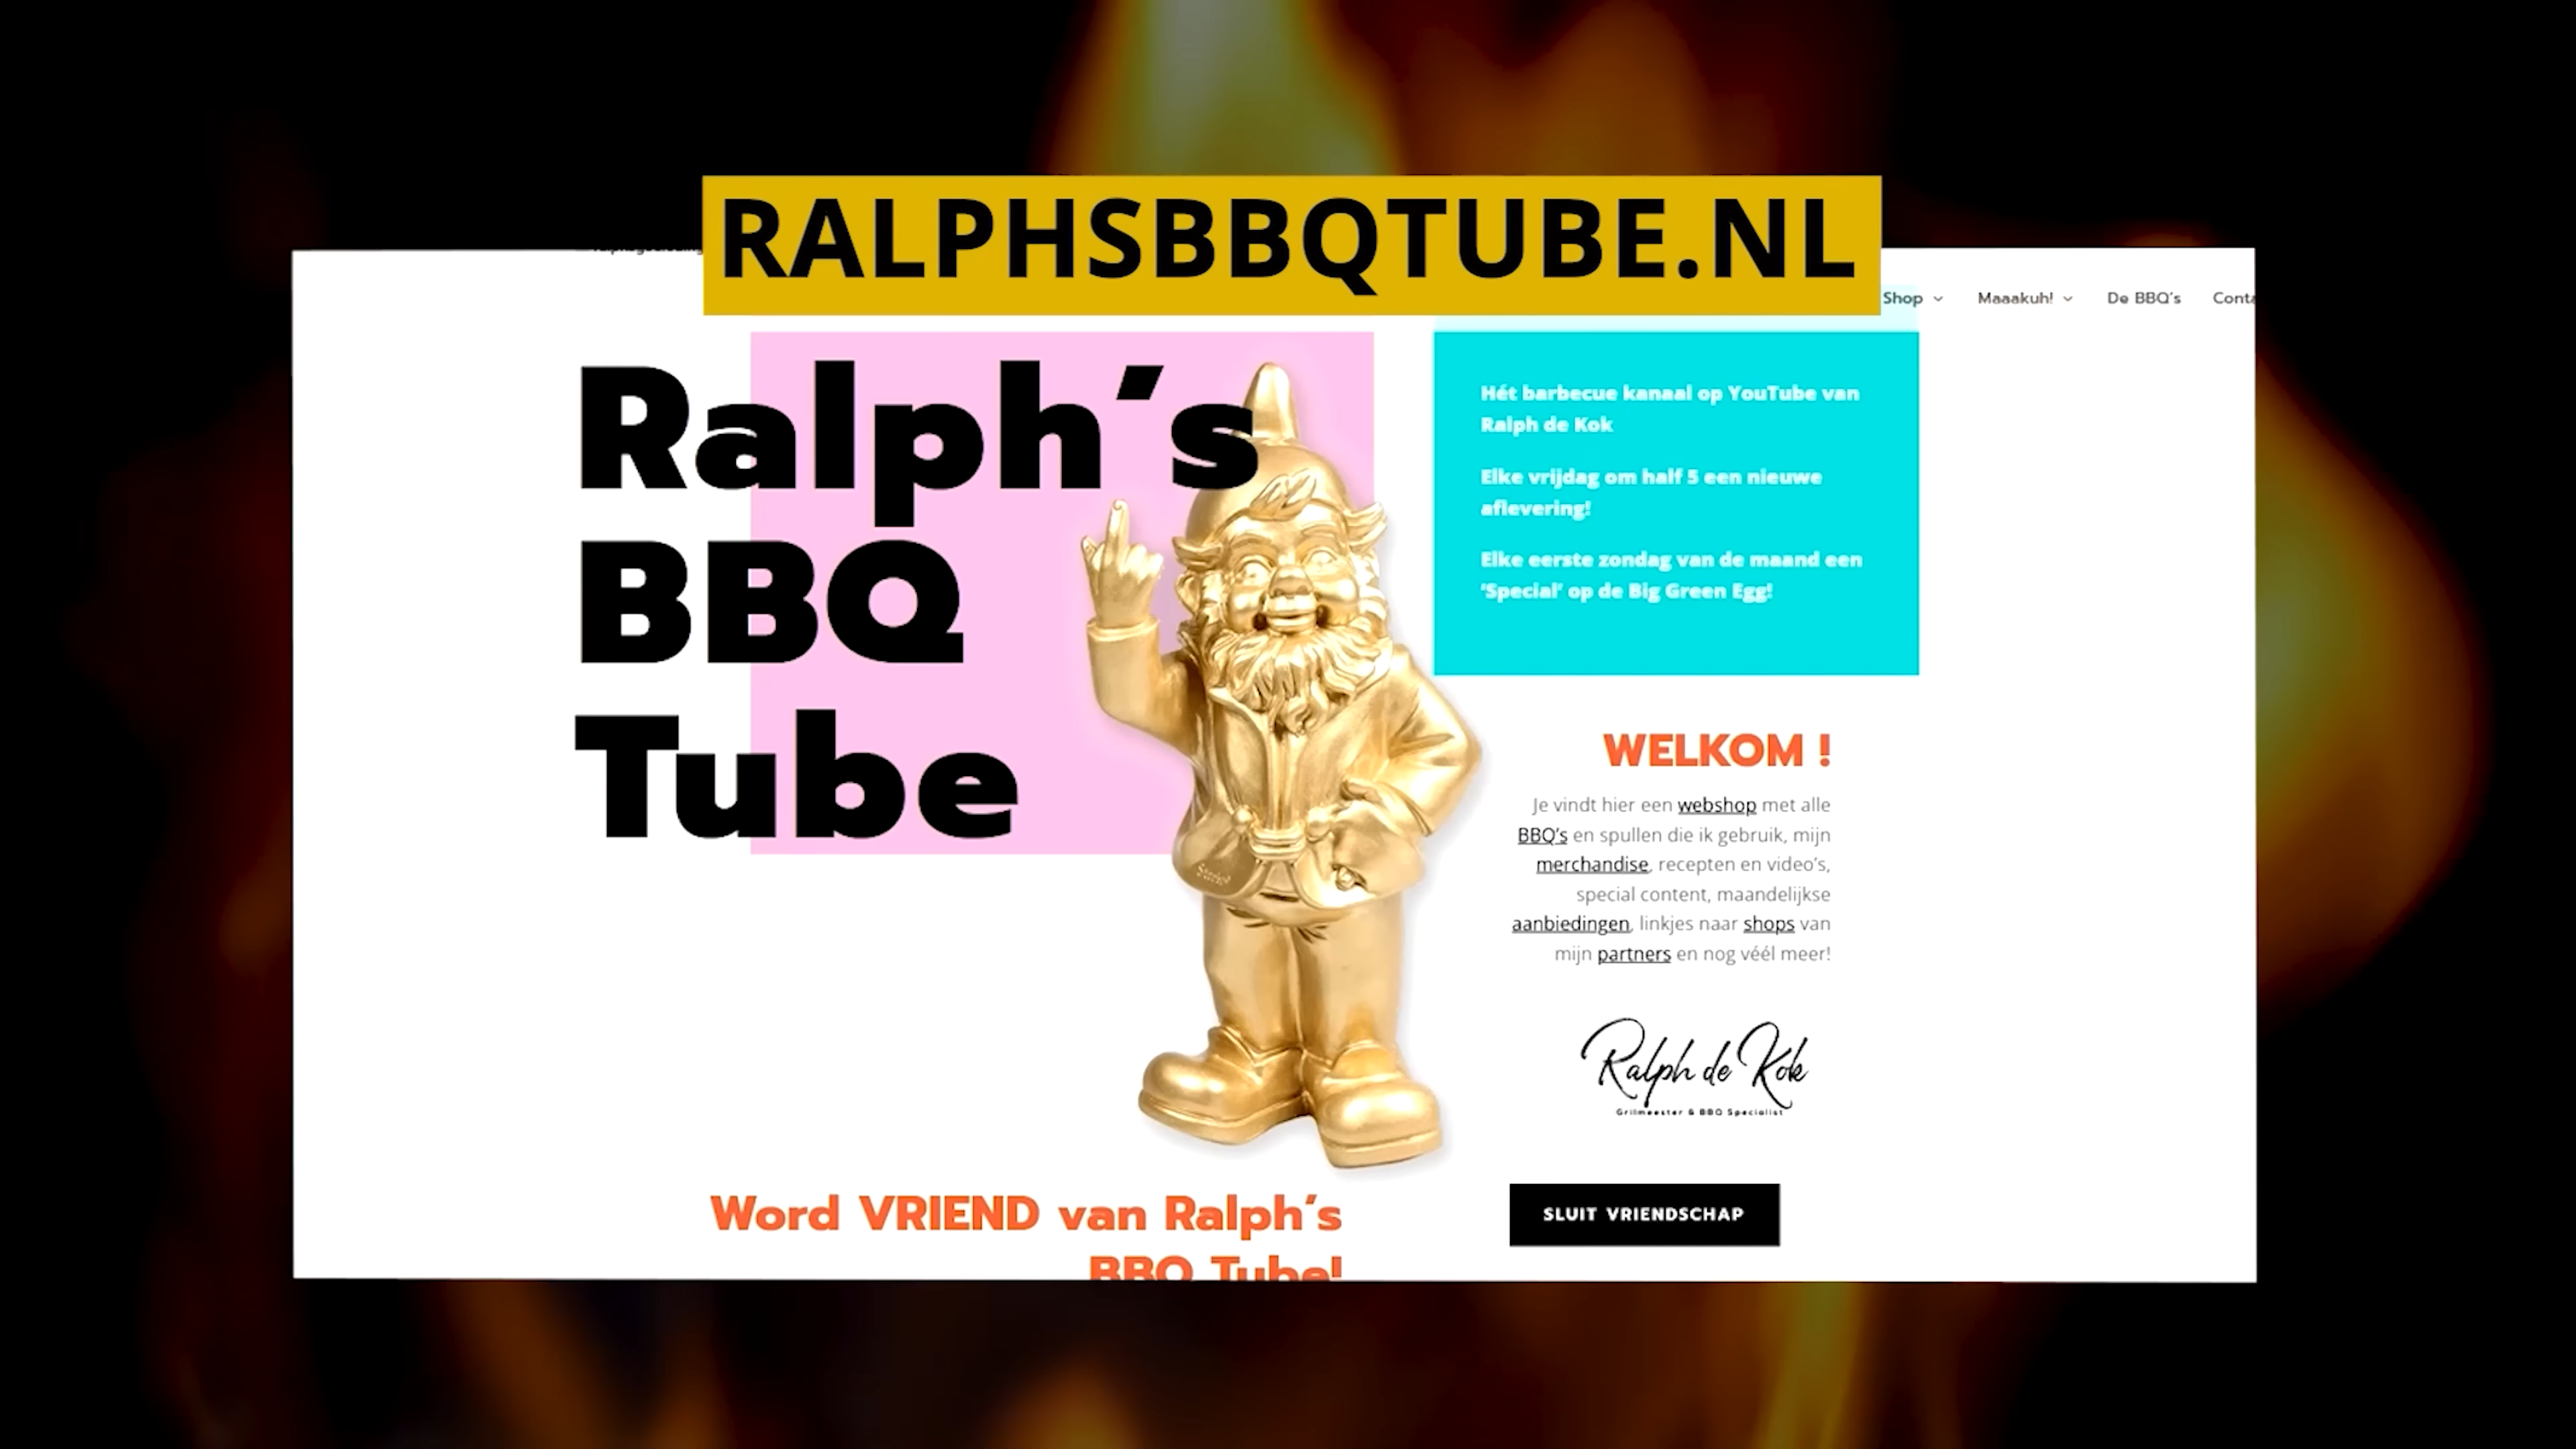 RALPHSBBQTUBE.NL
Shop
Maaakuh!
De BBQ's
Ralph's
BBQ
Tube
Hét barbecue kanaal op YouTube van
Ralph de Kok
Elke vrijdag om half 5 een nieuwe
aflevering!
Elke eerste zondag van de maand een
'Special' op de Big Green Egg!
WELKOM !
Je vindt hier een webshop met alle
BBQ's en spullen die ik gebruik, mijn
merchandise, recepten en video's,
special content, maandelijkse
aanbiedingen, linkjes naar shops van
mijn partners en nog véél meer!
Ralph de Kok
Grillmeester & BBQ Specialist
Word VRIEND van Ralph's
BBQ Tube!
SLUIT VRIENDSCHAP